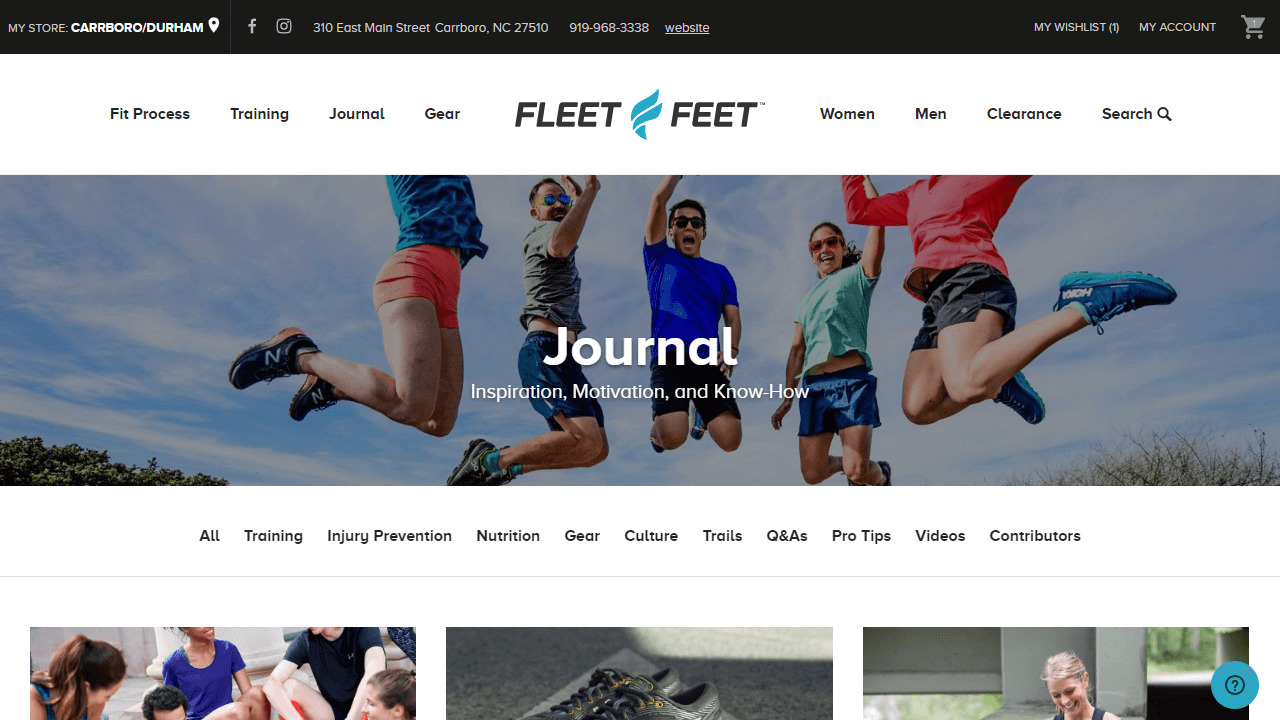 MY STORE: CARRBORO/DURHAM 310 East Main Street Carrboro, NC 27510 919-968-3338 website MY WISHLIST (1) MY ACCOUNT 1
Fit Process Training Journal Gear FLEET FEET™ Women Men Clearance Search
Journal
Inspiration, Motivation, and Know-How
All Training Injury Prevention Nutrition Gear Culture Trails Q&As Pro Tips Videos Contributors